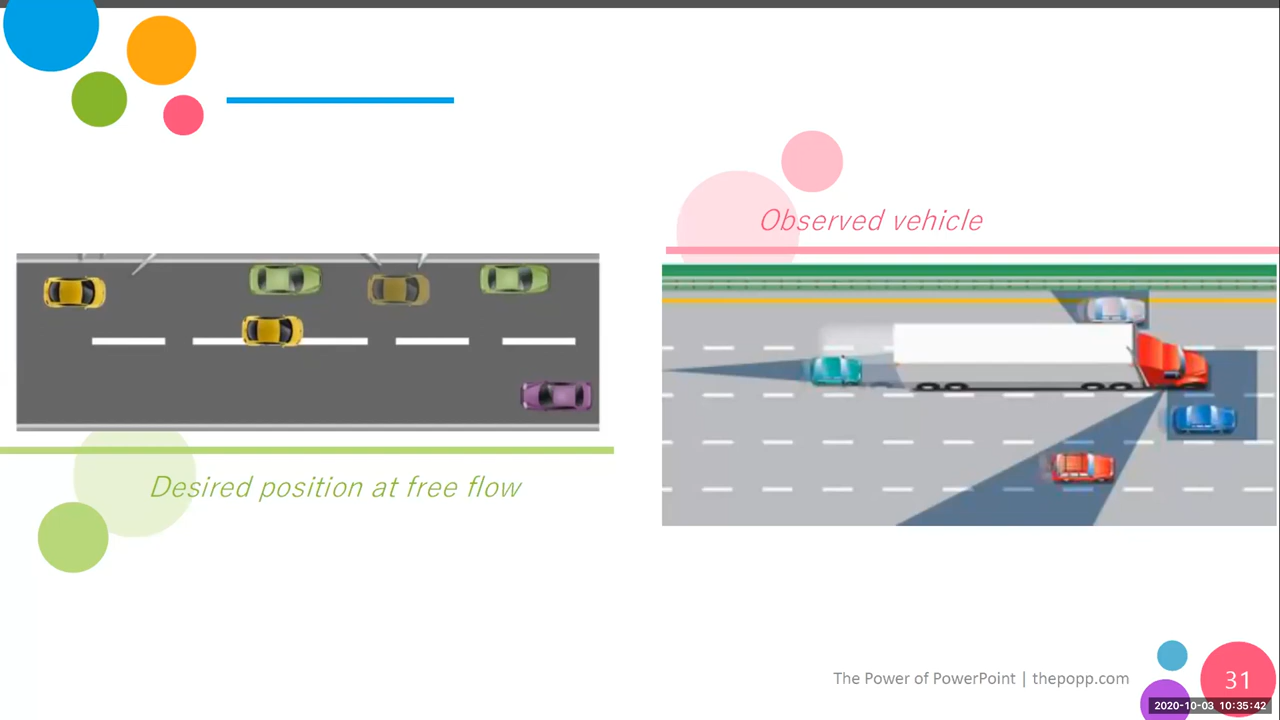 Observed vehicle
Desired position at free flow
The Power of PowerPoint | thepopp.com
31
2020-10-03 10:35:42